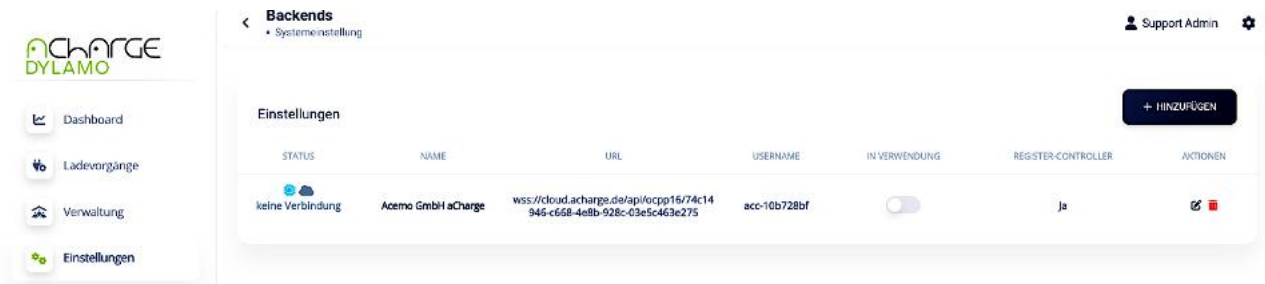 aCharge
DYLAMO
Dashboard
Ladevorgänge
Verwaltung
Einstellungen
Backends
• Systemeinstellung
Support Admin
Einstellungen
+ HINZUFÜGEN
STATUS NAME URL USERNAME IN VERWENDUNG REGISTER-CONTROLLER AKTIONEN
keine Verbindung Acemo GmbH aCharge wss://cloud.acharge.de/api/ocpp16/74c14 acc-10b728bf Ja
946-c668-4e8b-928c-03e5c463e275